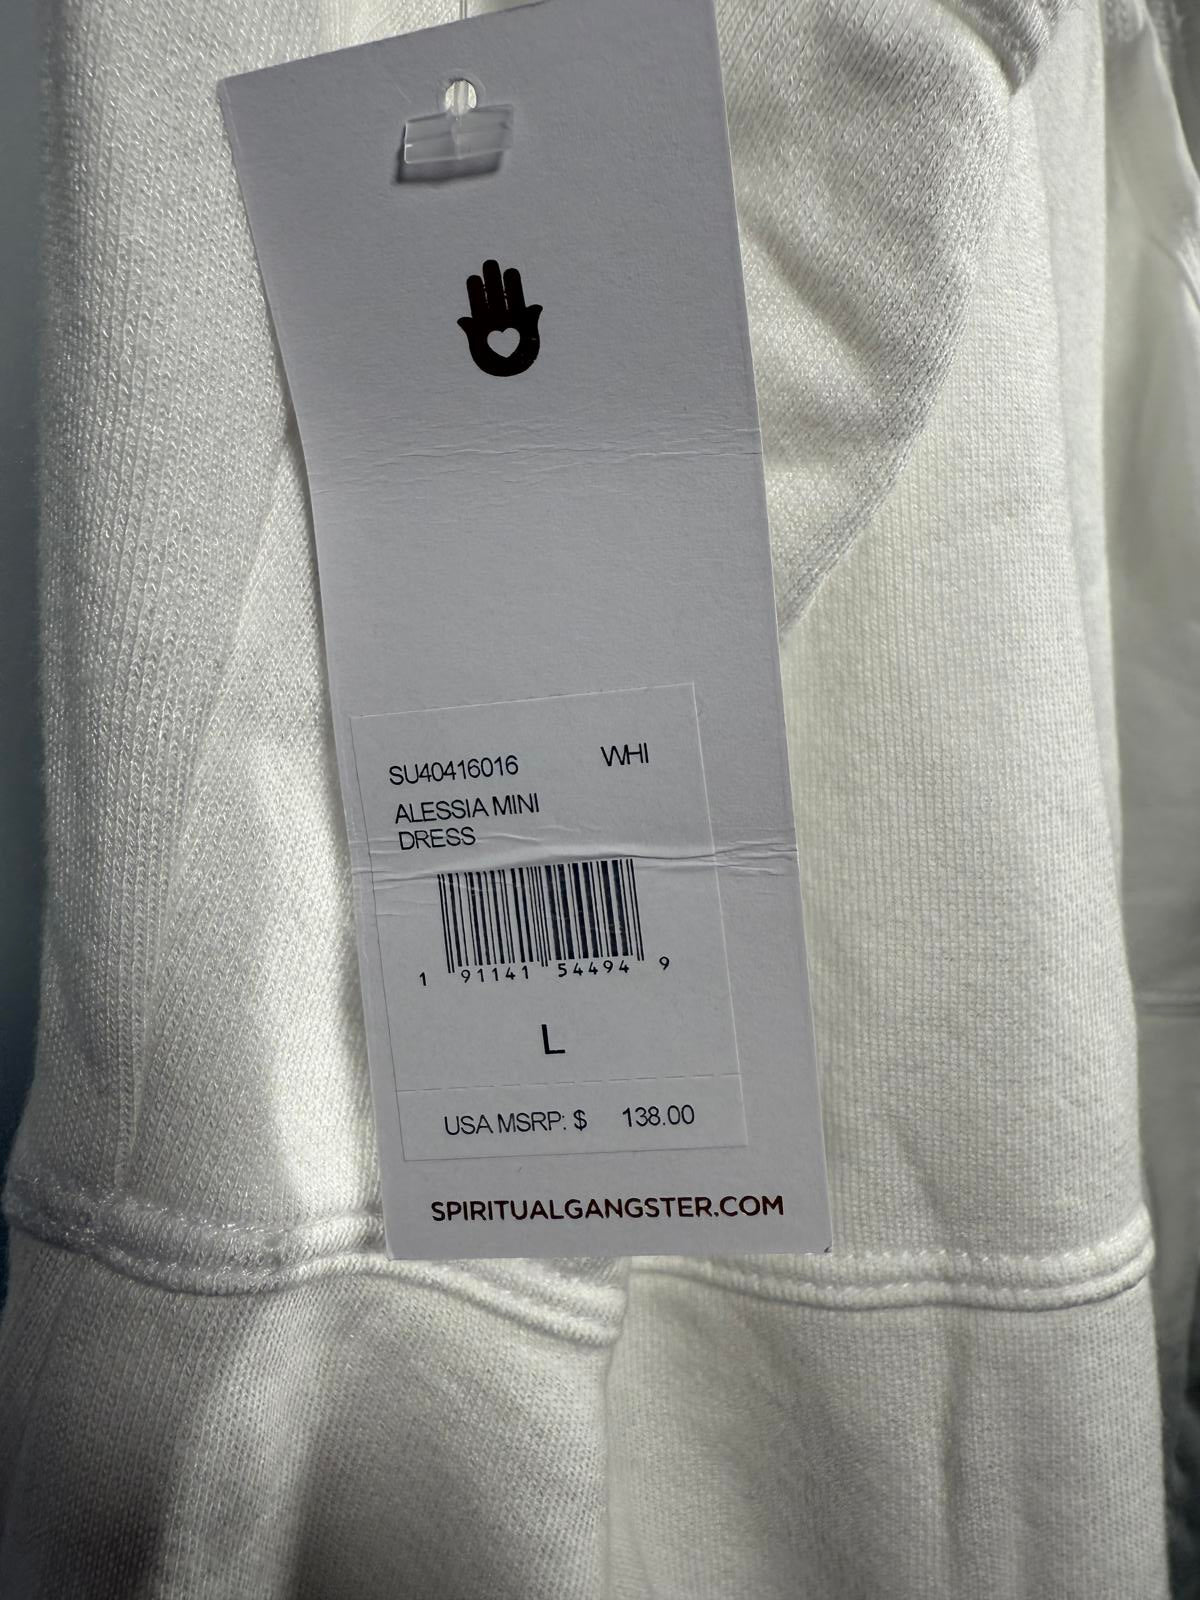 SU40416016 WHI
ALESSIA MINI
DRESS
1 91141 54494 9
L
USA MSRP: $ 138.00
SPIRITUALGANGSTER.COM